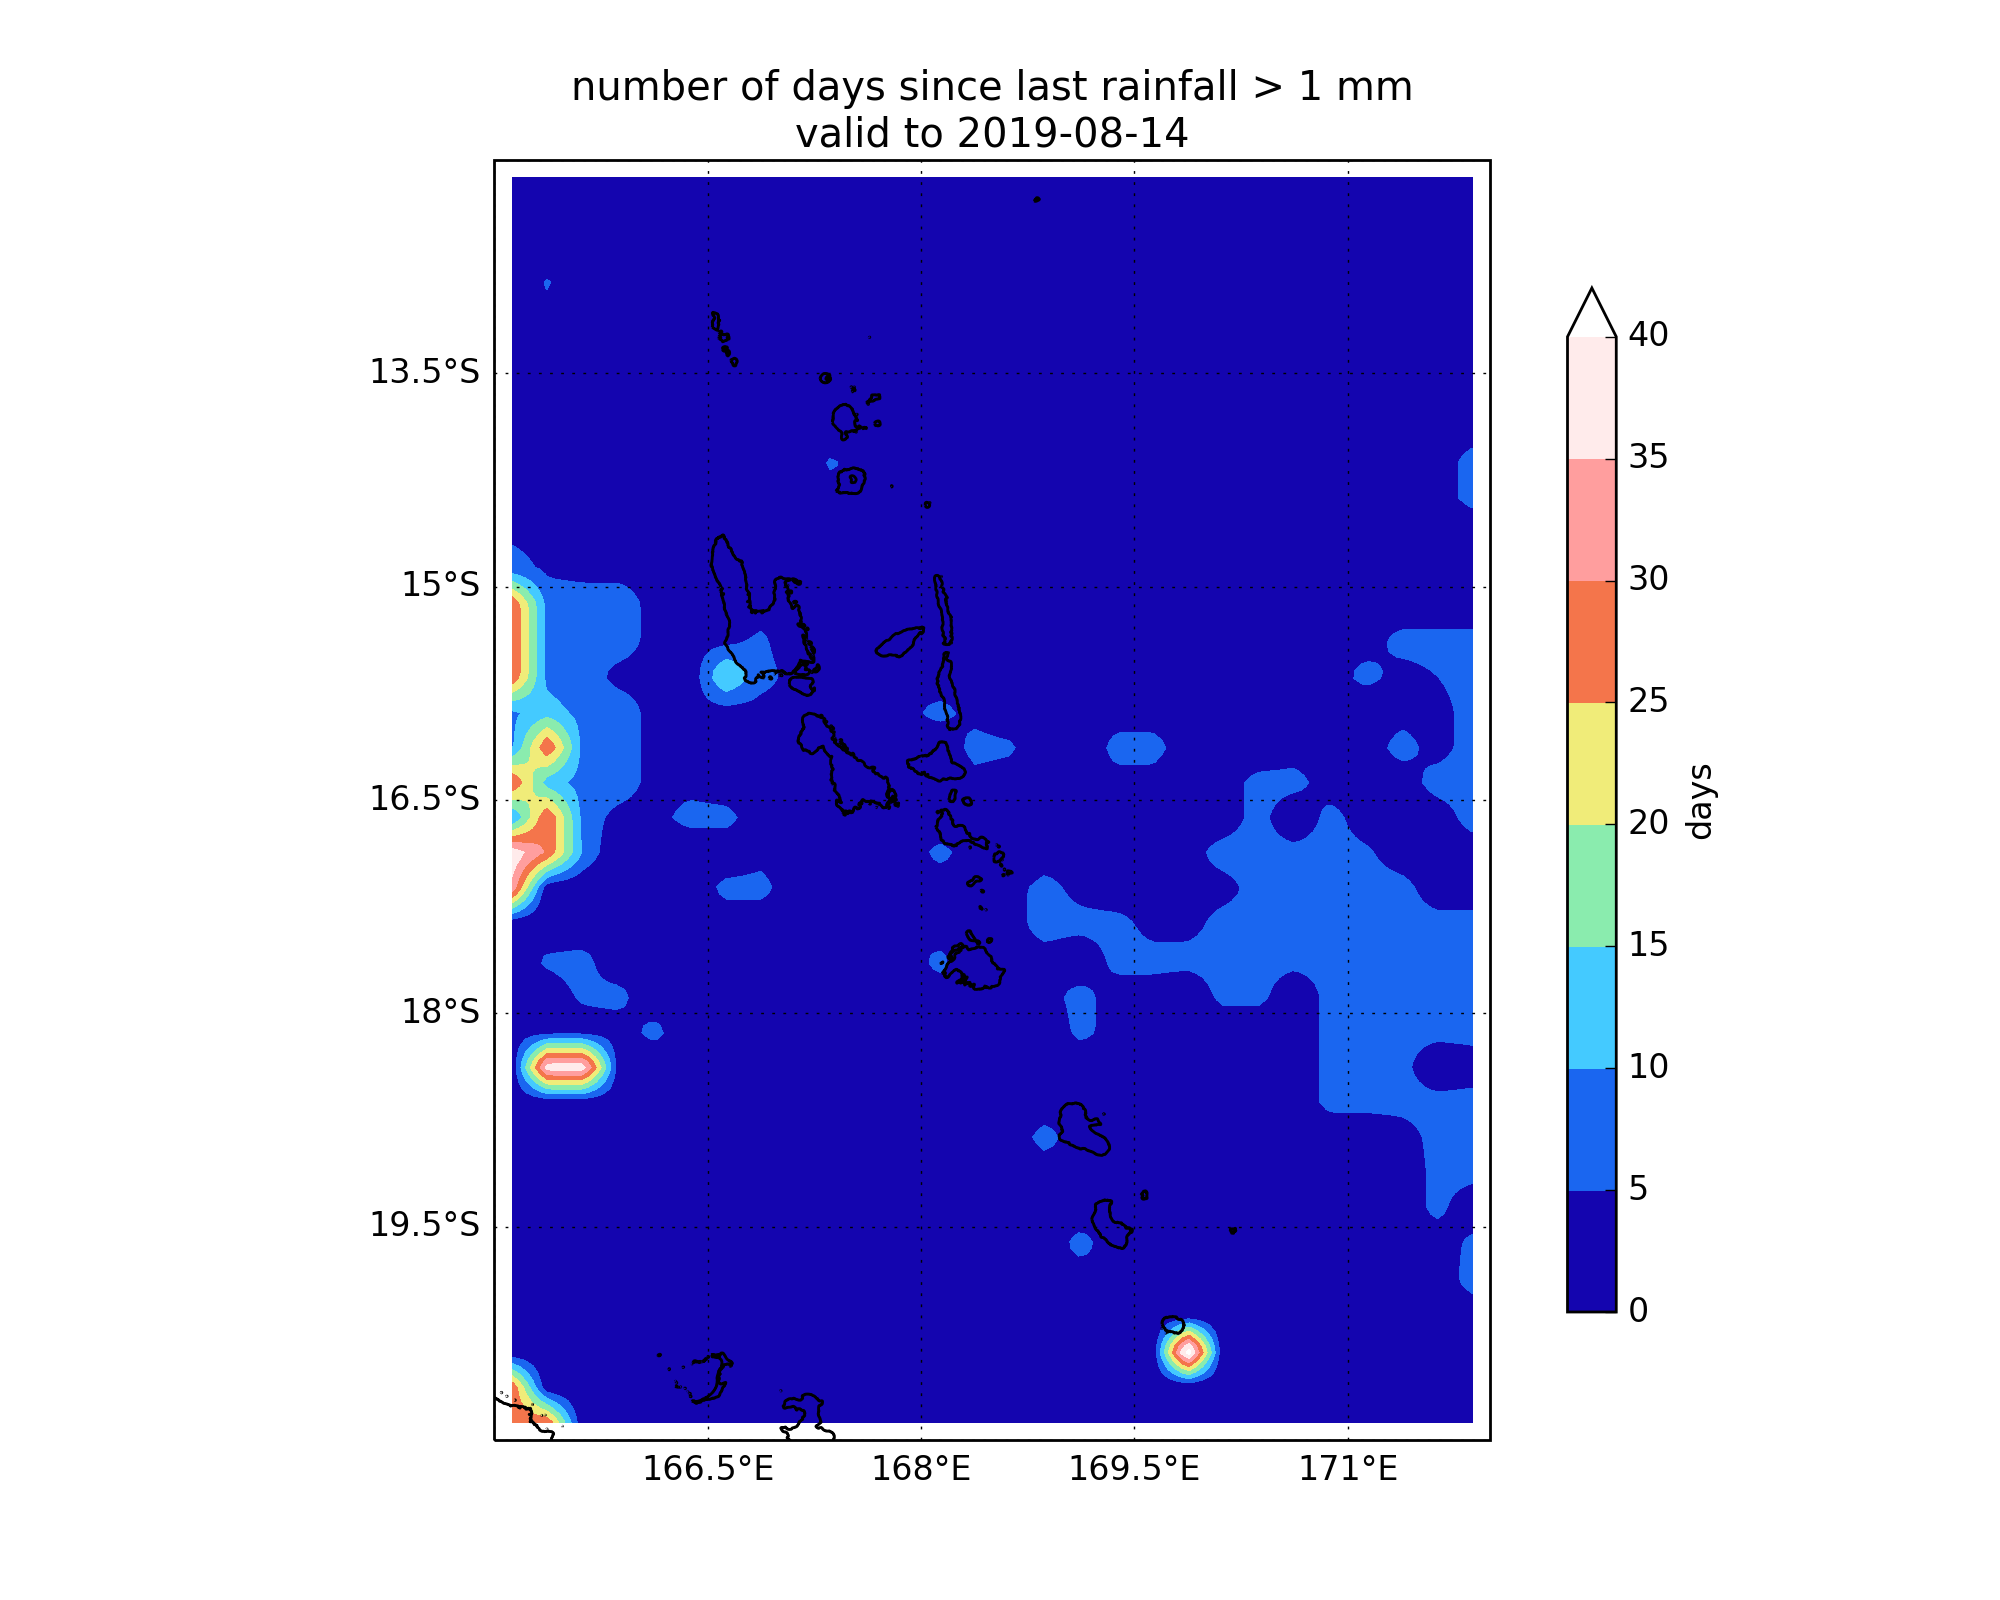 number of days since last rainfall > 1 mm
valid to 2019-08-14
13.5°S
15°S
16.5°S
18°S
19.5°S
166.5°E
168°E
169.5°E
171°E
40
35
30
25
20
15
10
5
0
days